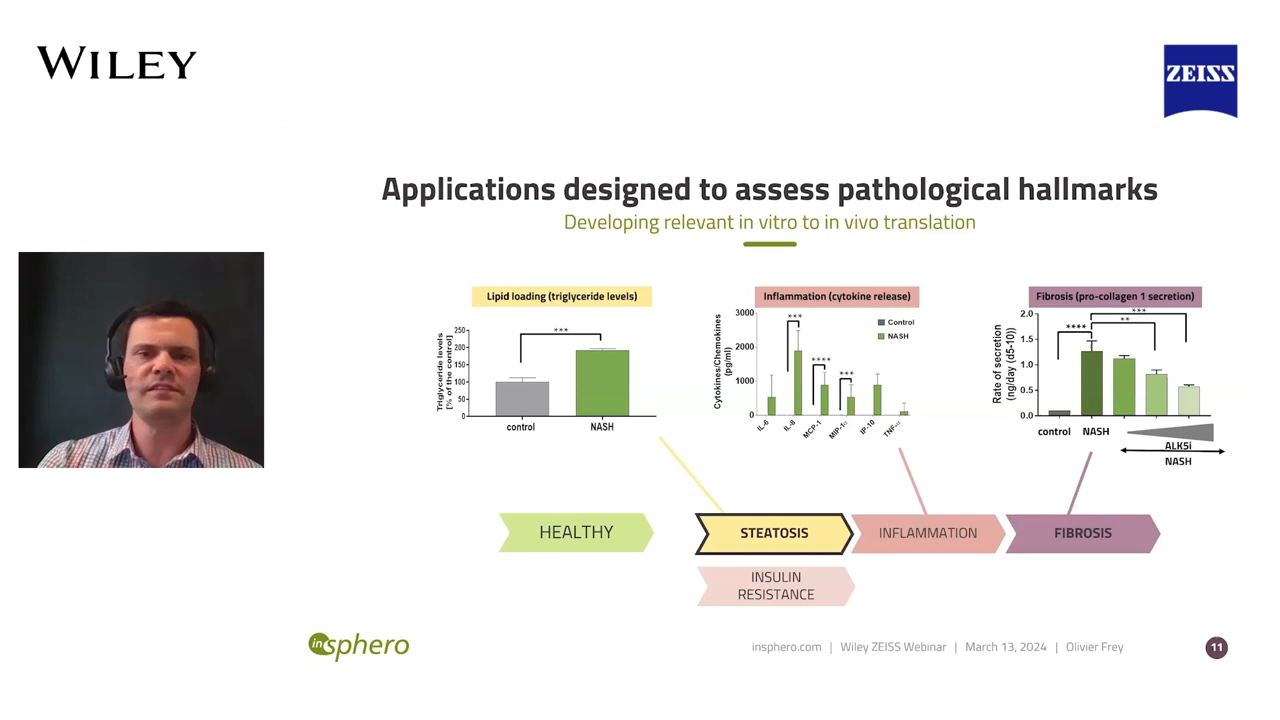 WILEY
ZEISS
Applications designed to assess pathological hallmarks
Developing relevant in vitro to in vivo translation
Lipid loading (triglyceride levels)
Triglyceride levels
[% of the control]
250
200
150
100
50
0
***
control
NASH
Inflammation (cytokine release)
Cytokines/Chemokines
(pg/ml)
3000
2000
1000
0
***
****
***
Control
NASH
IL-6
IL-8
MCP-1
MIP-1α
IP-10
TNF-α
Fibrosis (pro-collagen 1 secretion)
Rate of secretion
(ng/day (d5-10))
2.0
1.5
1.0
0.5
0.0
***
**
****
control
NASH
ALK5i
NASH
HEALTHY
STEATOSIS
INFLAMMATION
FIBROSIS
INSULIN
RESISTANCE
insphero
insphero.com | Wiley ZEISS Webinar | March 13, 2024 | Olivier Frey
11